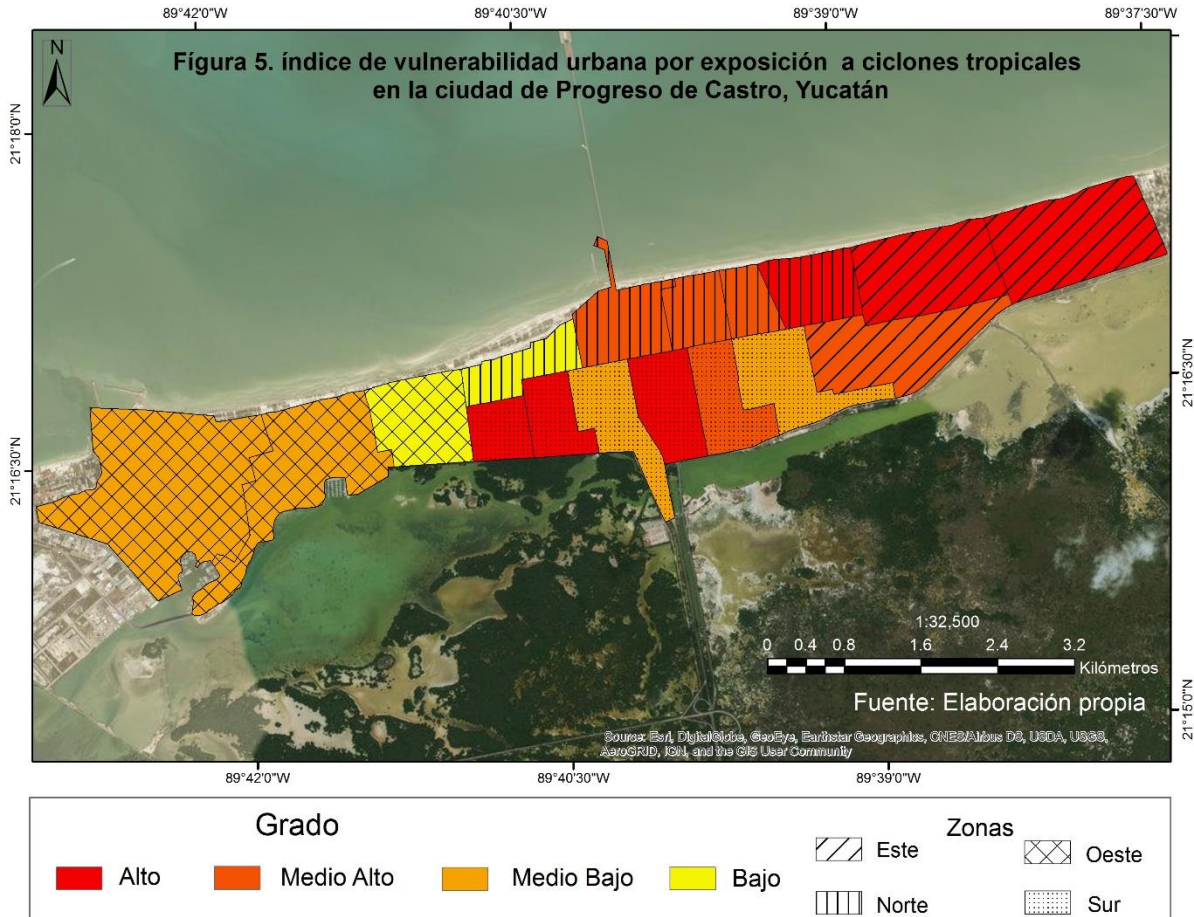 89°42'0"W 89°40'30"W 89°39'0"W 89°37'30"W
N
Fígura 5. índice de vulnerabilidad urbana por exposición a ciclones tropicales
en la ciudad de Progreso de Castro, Yucatán
21°18'0"N
21°16'30"N
21°16'30"N
21°15'0"N
1:32,500
0 0.4 0.8 1.6 2.4 3.2
Kilómetros
Fuente: Elaboración propia
Source: Esri, DigitalGlobe, GeoEye, Earthstar Geographics, CNES/Airbus DS, USDA, USGS,
AeroGRID, IGN, and the GIS User Community
89°42'0"W 89°40'30"W 89°39'0"W
Grado
Alto Medio Alto Medio Bajo Bajo
Zonas
Este Oeste
Norte Sur